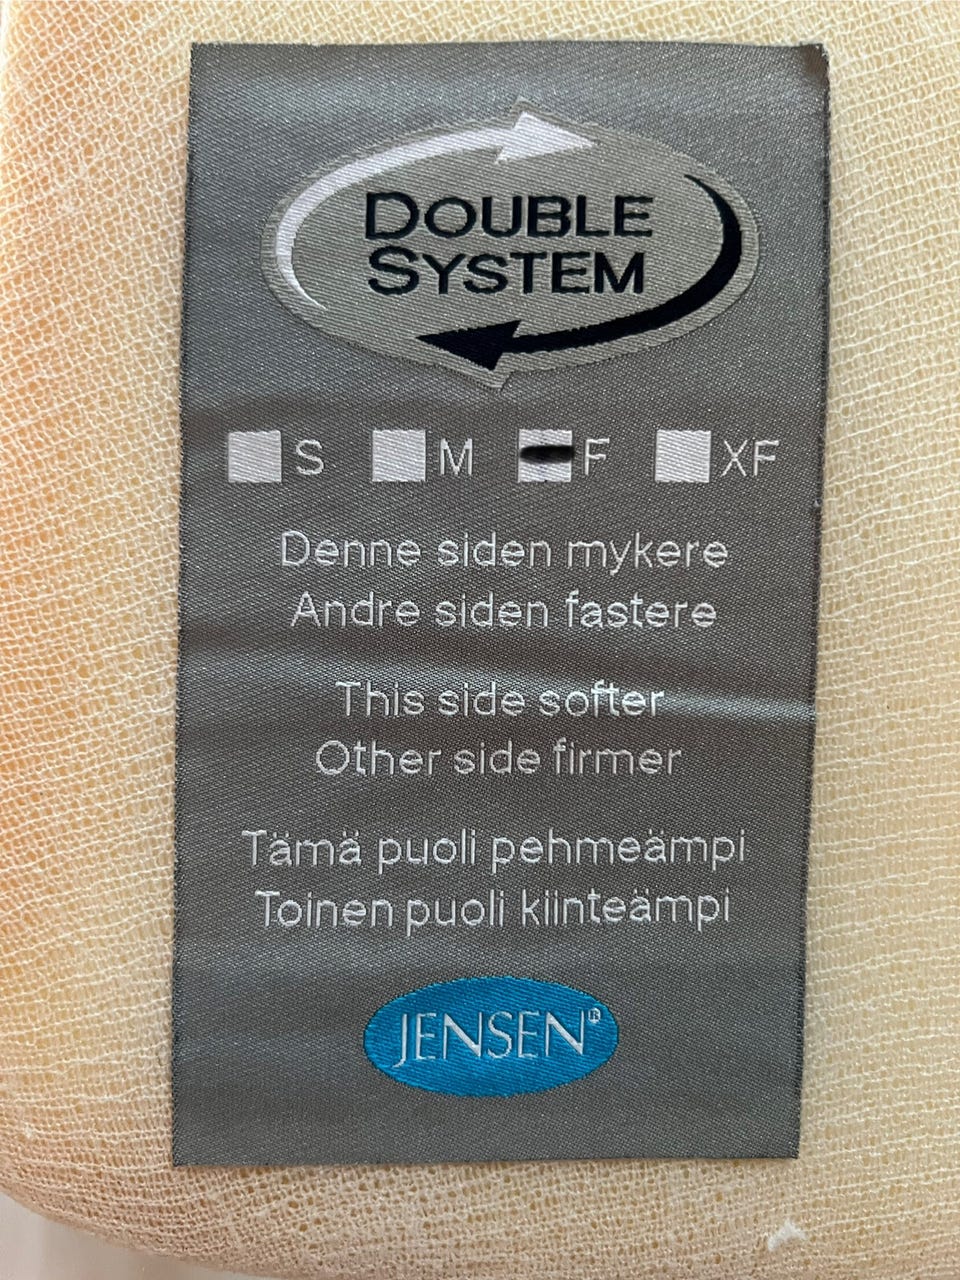 DOUBLE
SYSTEM
S M F XF
Denne siden mykere
Andre siden fastere
This side softer
Other side firmer
Tämä puoli pehmeämpi
Toinen puoli kiinteämpi
JENSEN®